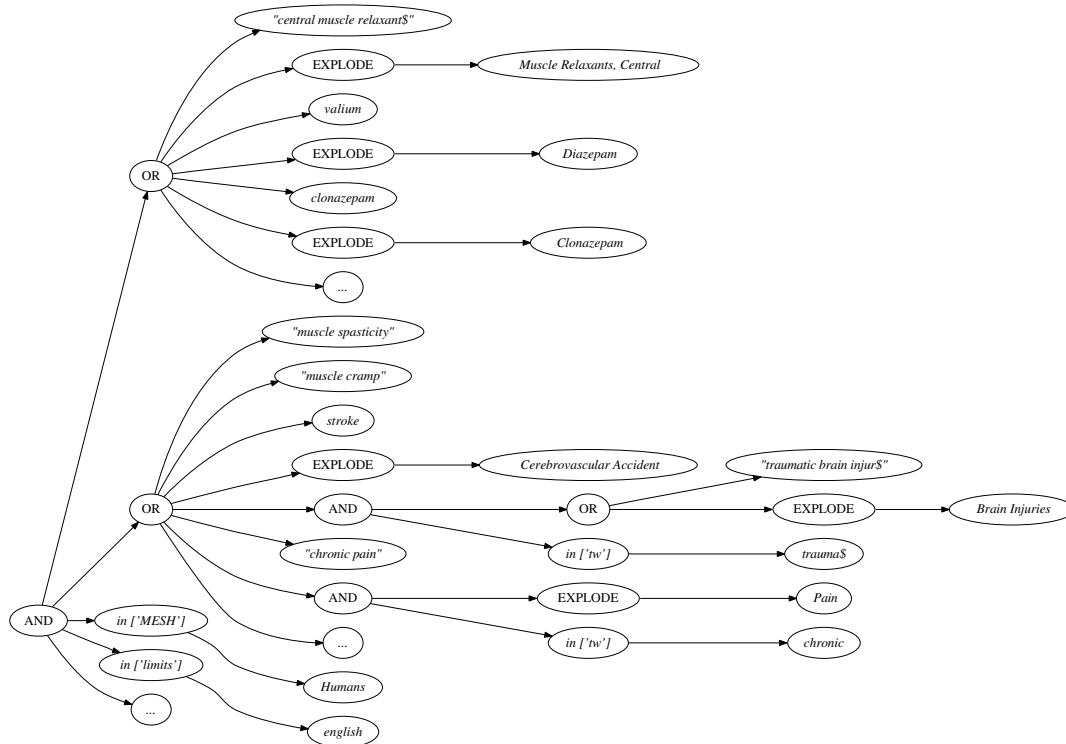 "central muscle relaxant$"
EXPLODE Muscle Relaxants, Central
valium
EXPLODE Diazepam
OR
clonazepam
EXPLODE Clonazepam
...
"muscle spasticity"
"muscle cramp"
stroke
EXPLODE Cerebrovascular Accident "traumatic brain injur$"
OR AND OR EXPLODE Brain Injuries
"chronic pain" in ['tw'] trauma$
AND EXPLODE Pain
AND in ['MESH']
... in ['tw'] chronic
in ['limits']
Humans
...
english